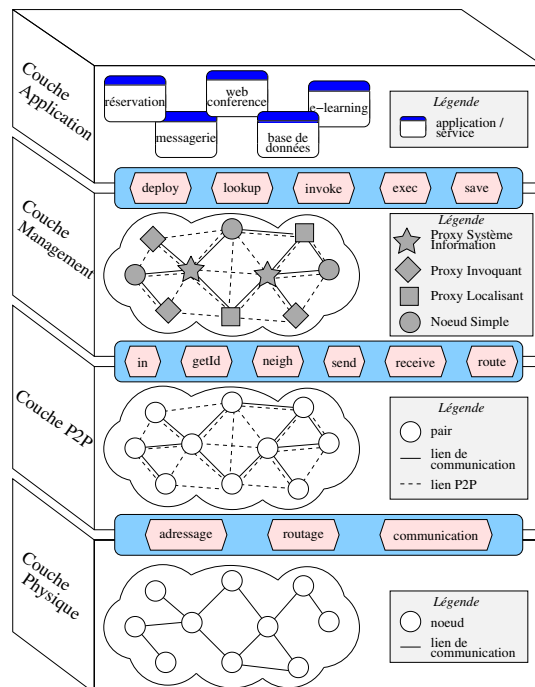 Couche
Application
réservation
web
conference
e-learning
messagerie
base de
données
Légende
application /
service
deploy
lookup
invoke
exec
save
Couche
Management
Légende
Proxy Système
Information
Proxy Invoquant
Proxy Localisant
Noeud Simple
in
getId
neigh
send
receive
route
Couche P2P
Légende
pair
lien de
communication
lien P2P
adressage
routage
communication
Couche
Physique
Légende
noeud
lien de
communication